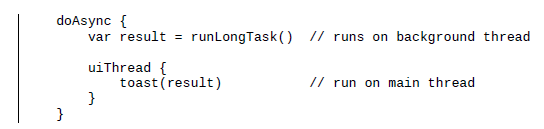 doAsync {
    var result = runLongTask()  // runs on background thread

    uiThread {
        toast(result)           // run on main thread
    }
}